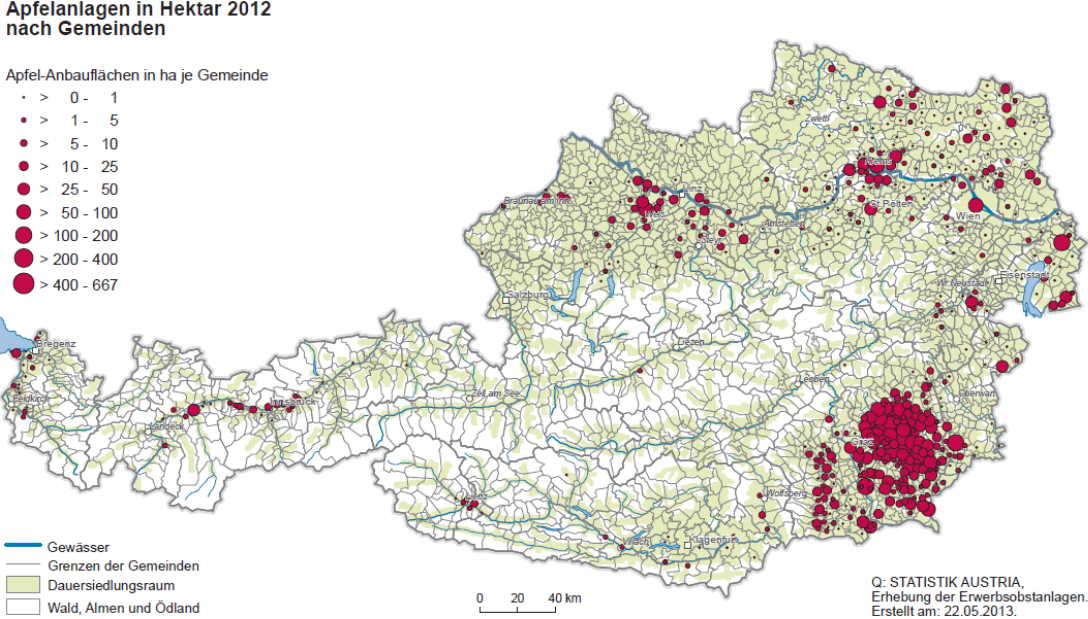 Apfelanlagen in Hektar 2012
nach Gemeinden
Apfel-Anbauflächen in ha je Gemeinde
> 0 - 1
> 1 - 5
> 5 - 10
> 10 - 25
> 25 - 50
> 50 - 100
> 100 - 200
> 200 - 400
> 400 - 667
Zwettl
Krems
Linz
Braunau am Inn
Wels
St.Pölten
Wien
Amstetten
Steyr
Eisenstadt
Wr.Neustadt
Salzburg
Bregenz
Liezen
Leoben
Feldkirch
Innsbruck
Zell am See
Oberwart
Landeck
Graz
Lienz
Wolfsberg
Villach
Klagenfurt
Gewässer
Grenzen der Gemeinden
Dauersiedlungsraum
Wald, Almen und Ödland
0 20 40 km
Q: STATISTIK AUSTRIA,
Erhebung der Erwerbsobstanlagen.
Erstellt am: 22.05.2013.